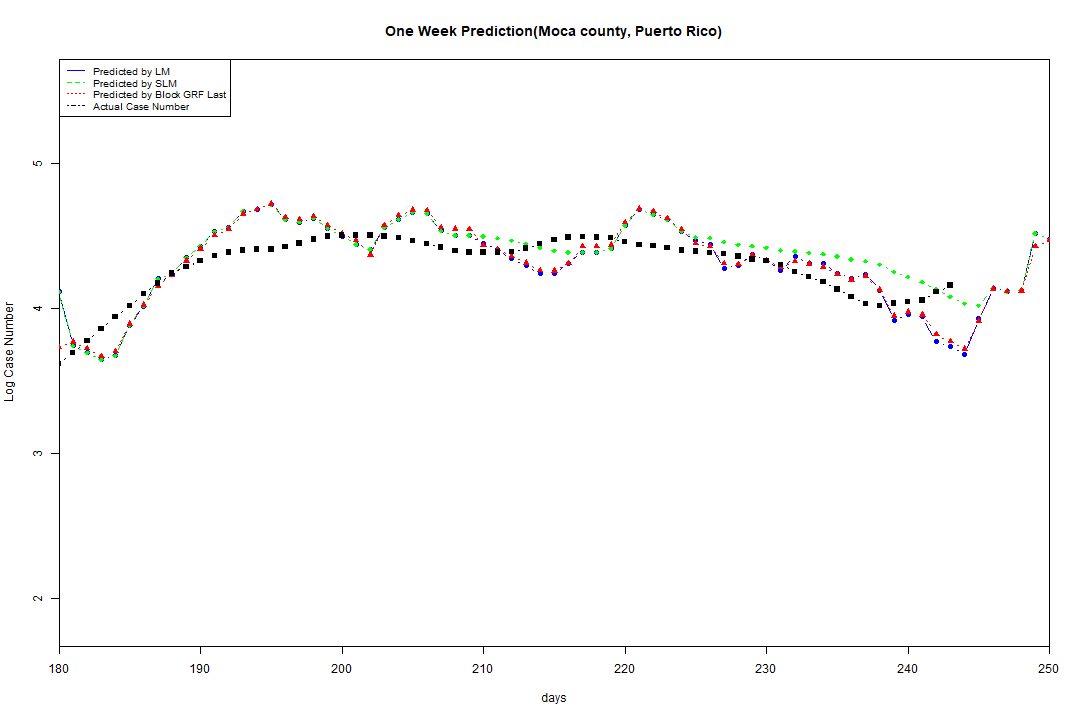 One Week Prediction(Moca county, Puerto Rico)
Predicted by LM
Predicted by SLM
Predicted by Block GRF Last
Actual Case Number
5
4
3
2
Log Case Number
180 190 200 210 220 230 240 250
days